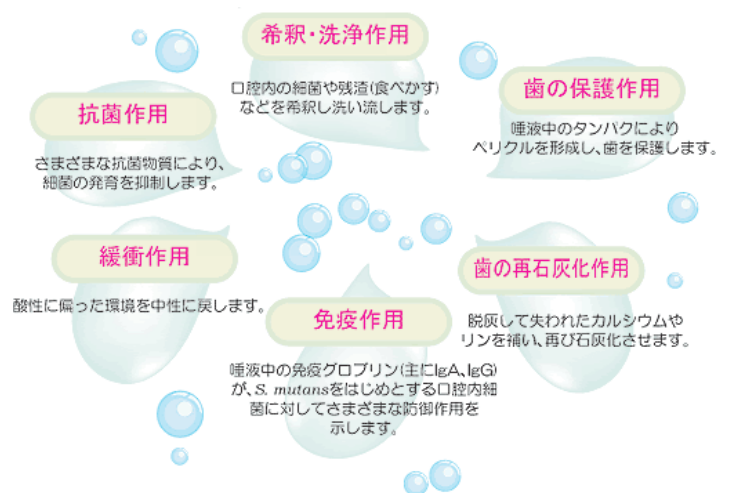 希釈・洗浄作用
口腔内の細菌や残渣(食べかす)
などを希釈し洗い流します。
歯の保護作用
唾液中のタンパクにより
ペリクルを形成し、歯を保護します。
抗菌作用
さまざまな抗菌物質により、
細菌の発育を抑制します。
緩衝作用
酸性に偏った環境を中性に戻します。
歯の再石灰化作用
脱灰して失われたカルシウムや
リンを補い、再び石灰化させます。
免疫作用
唾液中の免疫グロブリン(主にIgA、IgG)
が、S. mutansをはじめとする口腔内細
菌に対してさまざまな防御作用を
示します。